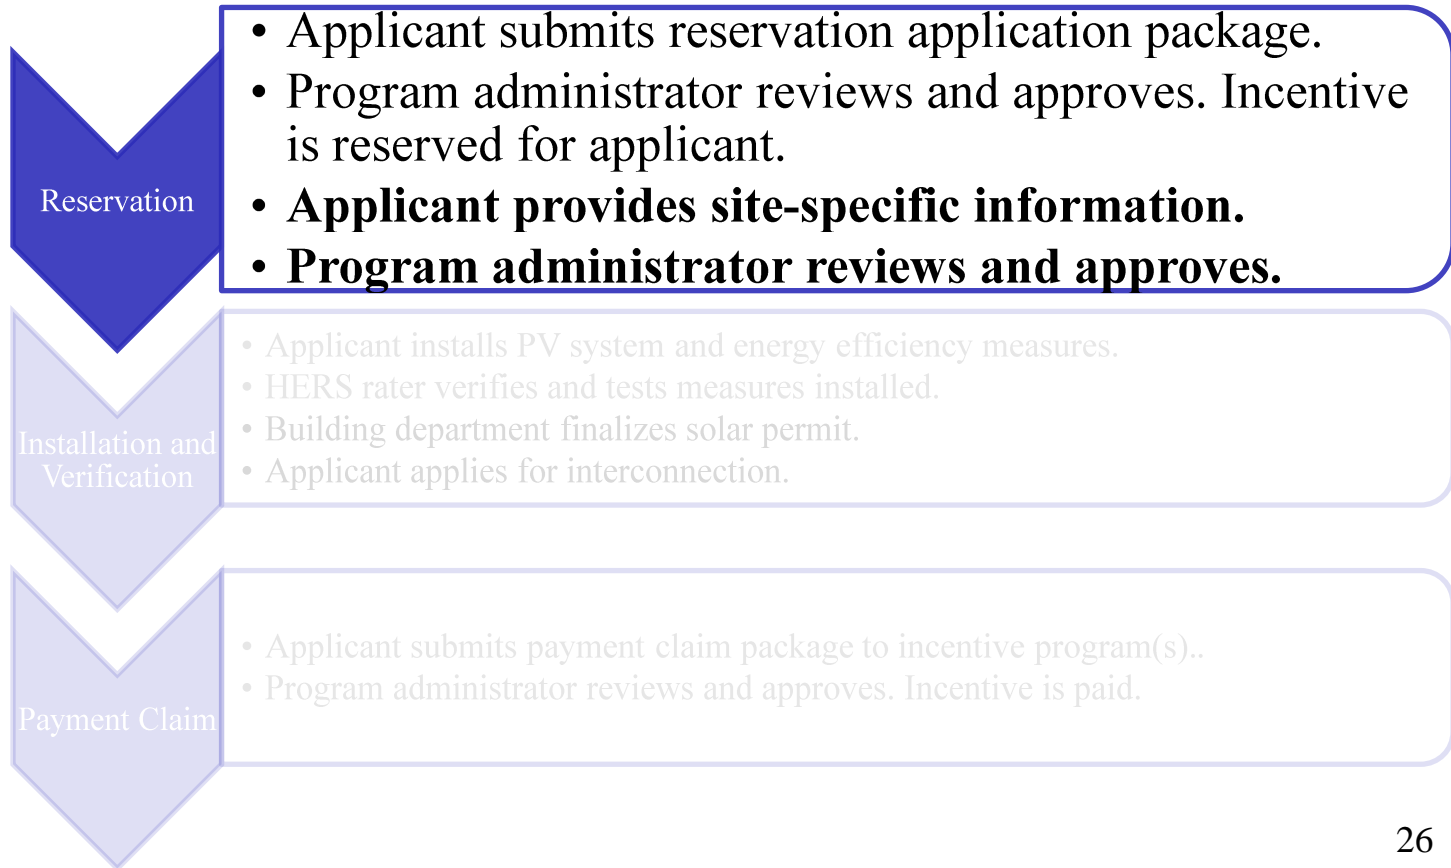 Reservation
• Applicant submits reservation application package.
• Program administrator reviews and approves. Incentive
is reserved for applicant.
• Applicant provides site-specific information.
• Program administrator reviews and approves.
Installation and
Verification
• Applicant installs PV system and energy efficiency measures.
• HERS rater verifies and tests measures installed.
• Building department finalizes solar permit.
• Applicant applies for interconnection.
Payment Claim
• Applicant submits payment claim package to incentive program(s)..
• Program administrator reviews and approves. Incentive is paid.
26